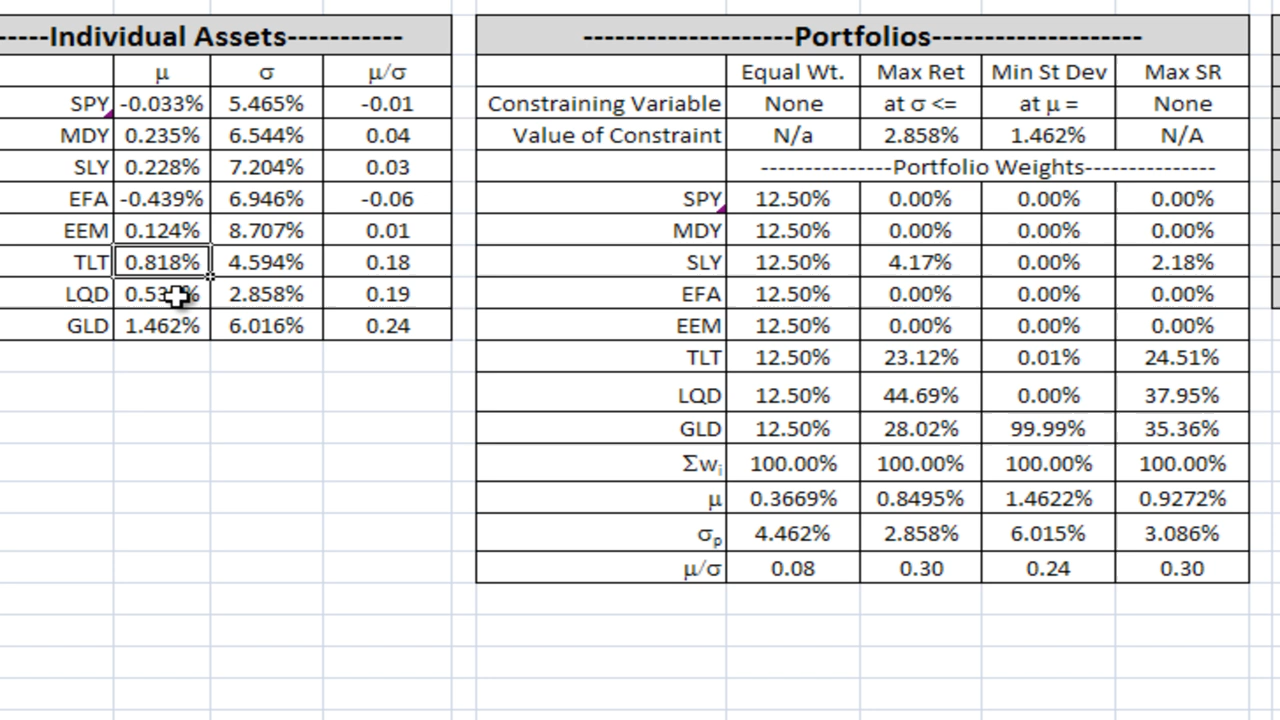 -----Individual Assets-----------
μ σ μ/σ
SPY -0.033% 5.465% -0.01
MDY 0.235% 6.544% 0.04
SLY 0.228% 7.204% 0.03
EFA -0.439% 6.946% -0.06
EEM 0.124% 8.707% 0.01
TLT 0.818% 4.594% 0.18
LQD 2.858% 0.19
GLD 1.462% 6.016% 0.24
--------------------Portfolios--------------------
Equal Wt. Max Ret Min St Dev Max SR
Constraining Variable None at σ <= at μ = None
Value of Constraint N/a 2.858% 1.462% N/A
---------------Portfolio Weights---------------
SPY 12.50% 0.00% 0.00% 0.00%
MDY 12.50% 0.00% 0.00% 0.00%
SLY 12.50% 4.17% 0.00% 2.18%
EFA 12.50% 0.00% 0.00% 0.00%
EEM 12.50% 0.00% 0.00% 0.00%
TLT 12.50% 23.12% 0.01% 24.51%
LQD 12.50% 44.69% 0.00% 37.95%
GLD 12.50% 28.02% 99.99% 35.36%
Σwi 100.00% 100.00% 100.00% 100.00%
μ 0.3669% 0.8495% 1.4622% 0.9272%
σp 4.462% 2.858% 6.015% 3.086%
μ/σ 0.08 0.30 0.24 0.30